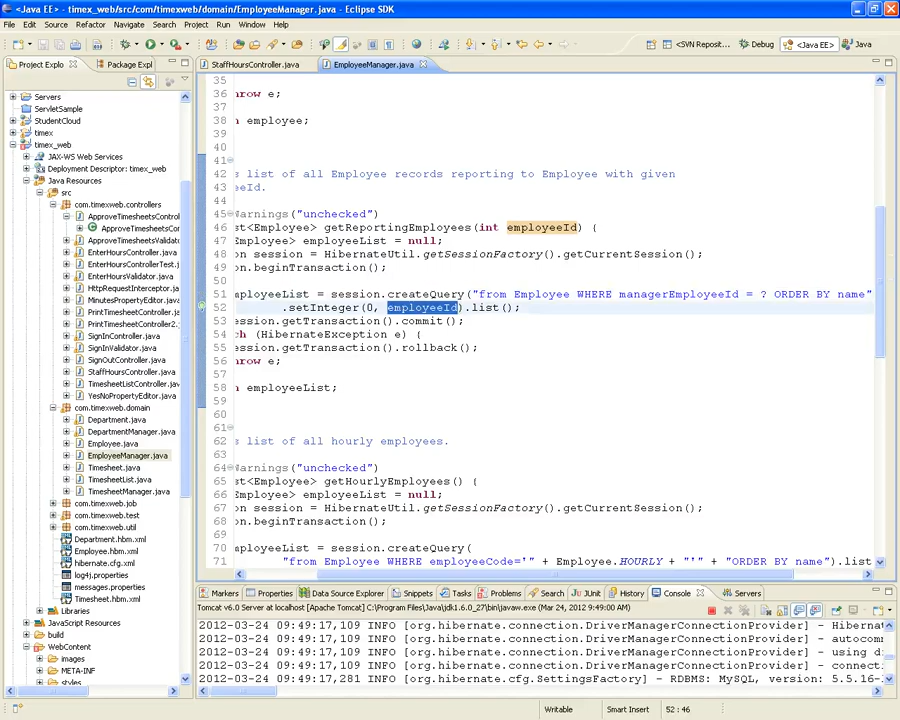 <Java EE> - timex_web/src/com/timexweb/domain/EmployeeManager.java - Eclipse SDK
File Edit Source Refactor Navigate Search Project Run Window Help
<SVN Reposit... Debug <Java EE> Java
Project Explo Package Expl
StaffHoursController.java EmployeeManager.java
Servers
ServletSample
StudentCloud
timex
timex_web
JAX-WS Web Services
Deployment Descriptor: timex_web
Java Resources
src
com.timexweb.controllers
ApproveTimesheetsControl
ApproveTimesheetsCor
ApproveTimesheetsValidat
EnterHoursController.java
EnterHoursControllerTest.
EnterHoursValidator.java
HttpRequestInterceptor.ja
MinutesPropertyEditor.java
PrintTimesheetController.j
PrintTimesheetController2.
SignInController.java
SignInValidator.java
SignOutController.java
StaffHoursController.java
TimesheetListController.jav
YesNoPropertyEditor.java
com.timexweb.domain
Department.java
DepartmentManager.java
Employee.java
EmployeeManager.java
Timesheet.java
TimesheetList.java
TimesheetManager.java
com.timexweb.job
com.timexweb.test
com.timexweb.util
Department.hbm.xml
Employee.hbm.xml
hibernate.cfg.xml
log4j.properties
messages.properties
Timesheet.hbm.xml
Libraries
JavaScript Resources
build
WebContent
images
META-INF
styles
35
36 hrow e;
37
38 n employee;
39
40
41
42 s list of all Employee records reporting to Employee with given
43 eeId.
44
45 Warnings("unchecked")
46 st<Employee> getReportingEmployees(int employeeId) {
47 Employee> employeeList = null;
48 on session = HibernateUtil.getSessionFactory().getCurrentSession();
49 on.beginTransaction();
50
51 mployeeList = session.createQuery("from Employee WHERE managerEmployeeId = ? ORDER BY name"
52 .setInteger(0, employeeId).list();
53 ession.getTransaction().commit();
54 ch (HibernateException e) {
55 ession.getTransaction().rollback();
56 hrow e;
57
58 n employeeList;
59
60
61
62 s list of all hourly employees.
63
64 Warnings("unchecked")
65 st<Employee> getHourlyEmployees() {
66 Employee> employeeList = null;
67 on session = HibernateUtil.getSessionFactory().getCurrentSession();
68 on.beginTransaction();
69
70 mployeeList = session.createQuery(
71 "from Employee WHERE employeeCode='" + Employee.HOURLY + "'" + "ORDER BY name").list
Markers Properties Data Source Explorer Snippets Tasks Problems Search JUnit History Console Servers
Tomcat v6.0 Server at localhost [Apache Tomcat] C:\Program Files\Java\jdk1.6.0_27\bin\javaw.exe (Mar 24, 2012 9:49:00 AM)
2012-03-24 09:49:17,109 INFO [org.hibernate.connection.DriverManagerConnectionProvider] - Hiberna
2012-03-24 09:49:17,109 INFO [org.hibernate.connection.DriverManagerConnectionProvider] - autocomm
2012-03-24 09:49:17,109 INFO [org.hibernate.connection.DriverManagerConnectionProvider] - using d
2012-03-24 09:49:17,109 INFO [org.hibernate.connection.DriverManagerConnectionProvider] - connecti
2012-03-24 09:49:17,281 INFO [org.hibernate.cfg.SettingsFactory] - RDBMS: MySQL, version: 5.5.16-
Writable Smart Insert 52 : 46